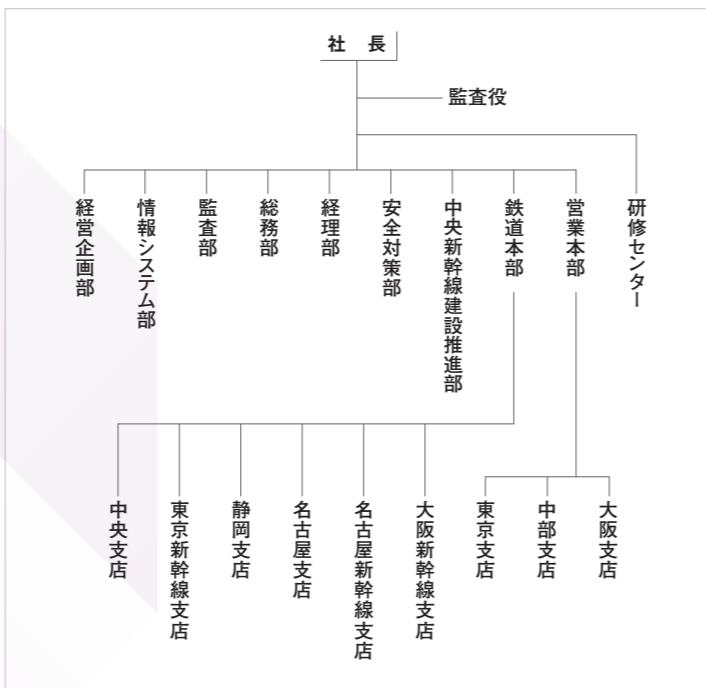 社 長
監査役
経営企画部
情報システム部
監査部
総務部
経理部
安全対策部
中央新幹線建設推進部
鉄道本部
営業本部
研修センター
中央支店
東京新幹線支店
静岡支店
名古屋支店
名古屋新幹線支店
大阪新幹線支店
東京支店
中部支店
大阪支店